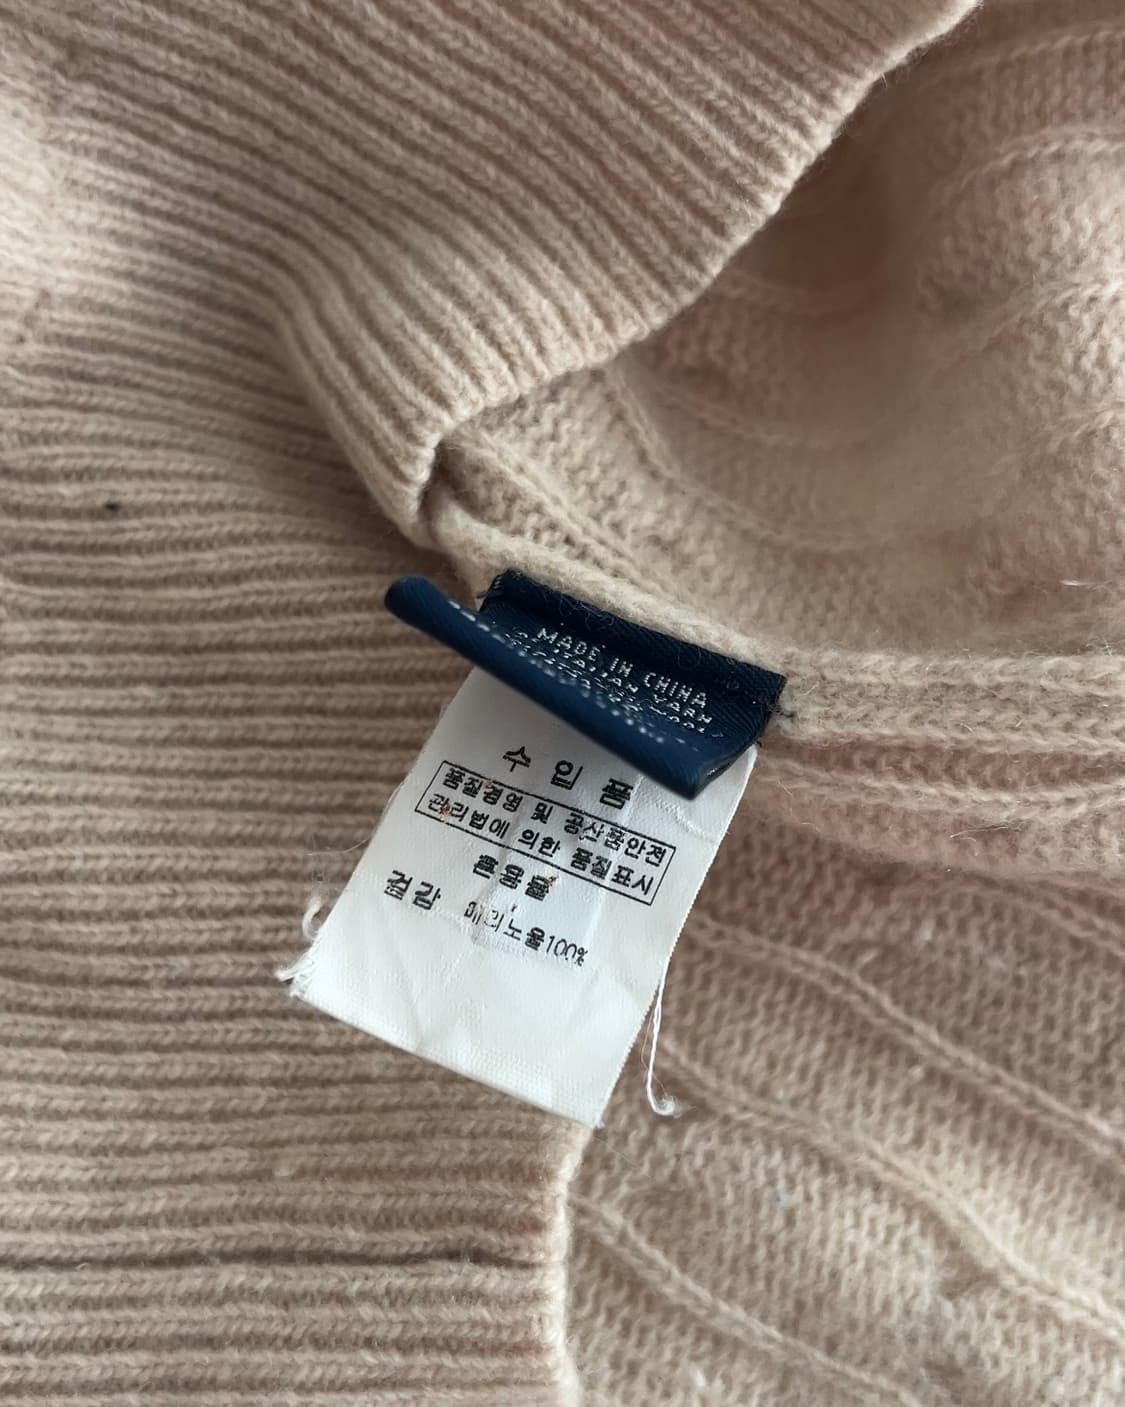 MADE IN CHINA
ITALIAN YARN
수입품
품질경영 및 공산품안전
관리법에 의한 품질표시
혼용율
겉감 메리노울100%